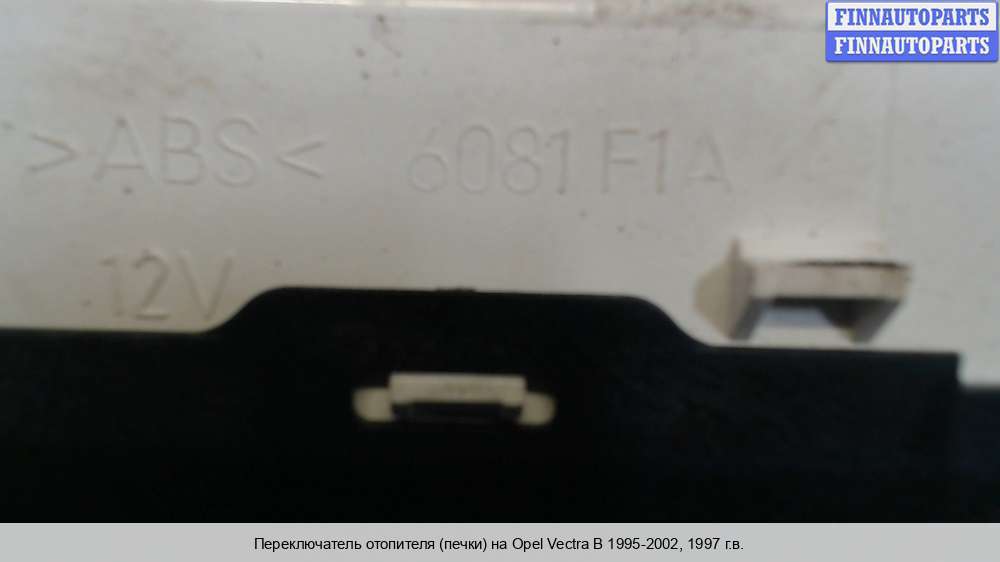 FINNAUTOPARTS
FINNAUTOPARTS
>ABS< 6081 F1A
12V
Переключатель отопителя (печки) на Opel Vectra B 1995-2002, 1997 г.в.